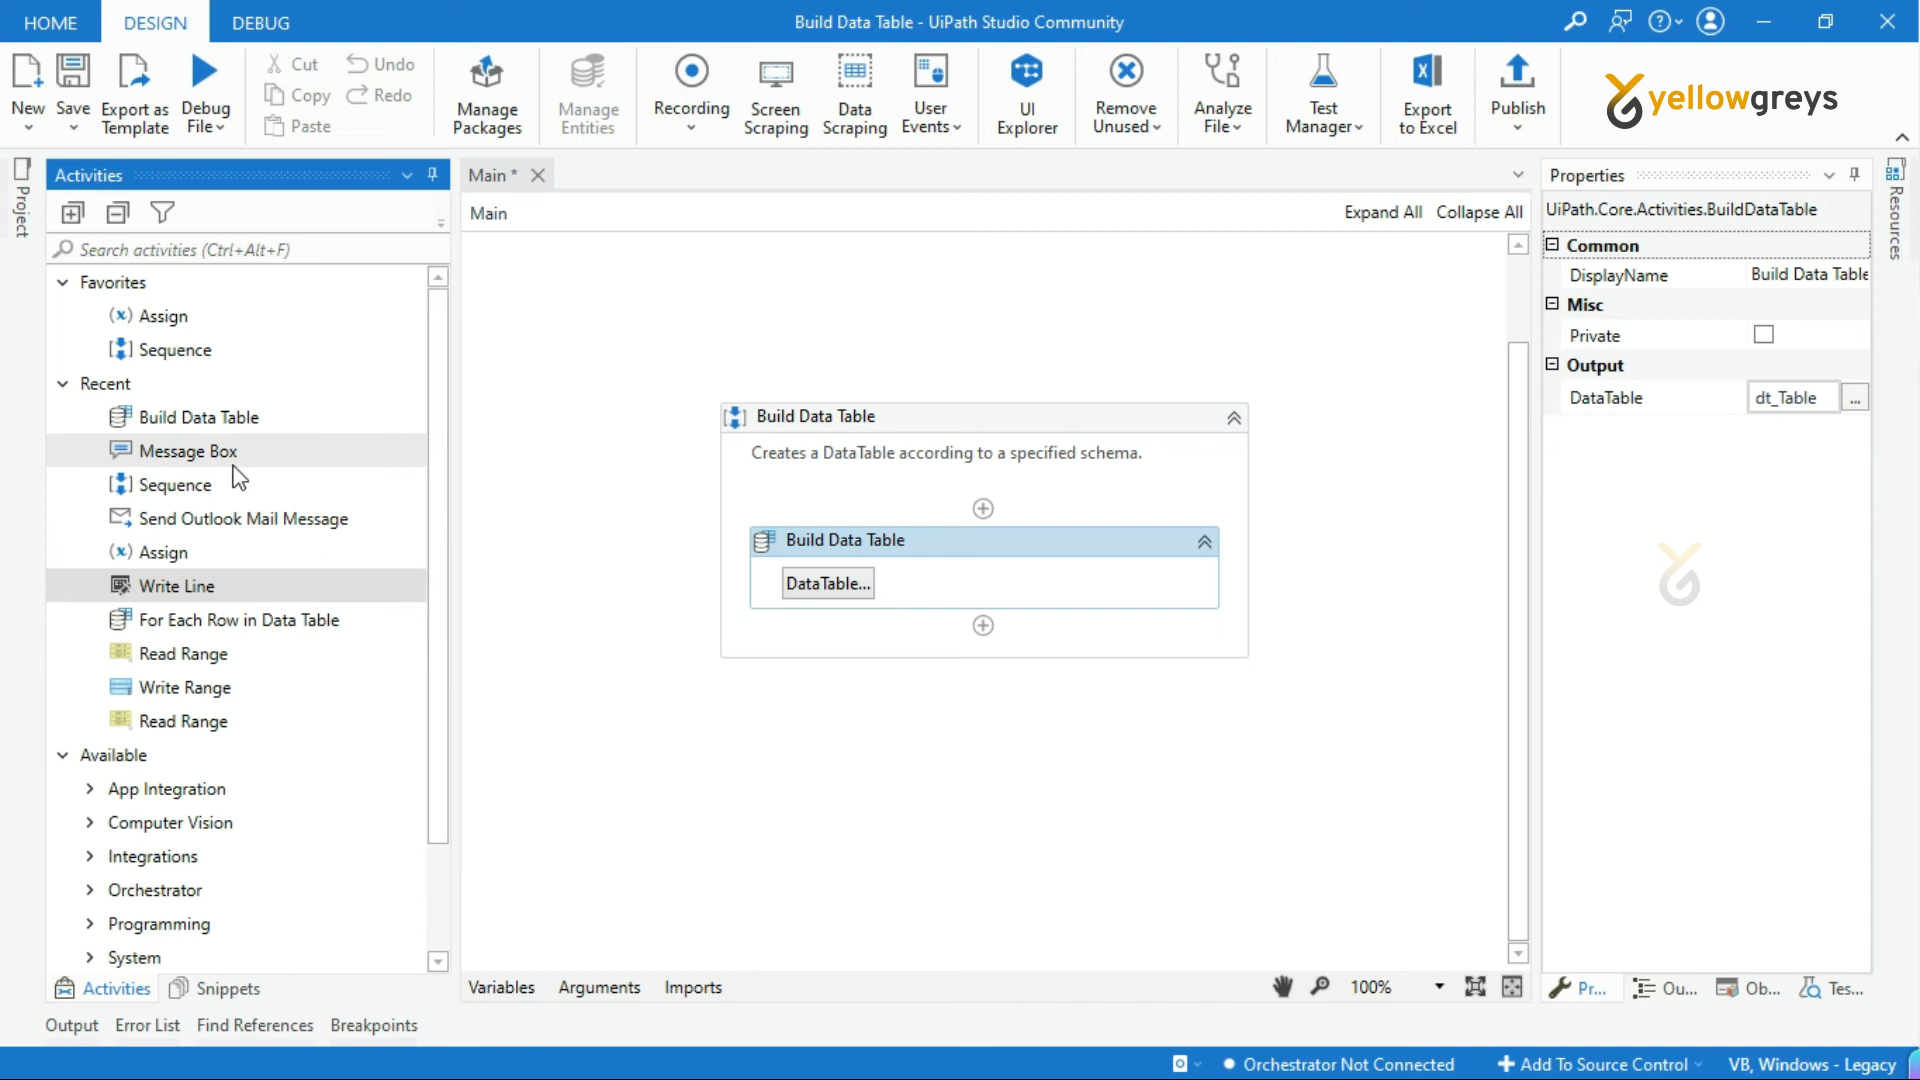 HOME DESIGN DEBUG Build Data Table - UiPath Studio Community
New Save Export as Template Debug File
Cut Undo
Copy Redo
Paste
Manage Packages Manage Entities Recording Screen Scraping Data Scraping User Events UI Explorer Remove Unused Analyze File Test Manager Export to Excel Publish
yellowgreys
Project
Activities
Search activities (Ctrl+Alt+F)
Favorites
(x) Assign
Sequence
Recent
Build Data Table
Message Box
Sequence
Send Outlook Mail Message
(x) Assign
Write Line
For Each Row in Data Table
Read Range
Write Range
Read Range
Available
App Integration
Computer Vision
Integrations
Orchestrator
Programming
System
Activities Snippets
Main *
Main Expand All Collapse All
Build Data Table
Creates a DataTable according to a specified schema.
Build Data Table
DataTable...
Variables Arguments Imports 100%
Properties
UiPath.Core.Activities.BuildDataTable
Common
DisplayName Build Data Table
Misc
Private
Output
DataTable dt_Table ...
Pr... Ou... Ob... Tes...
Resources
Output Error List Find References Breakpoints
Orchestrator Not Connected Add To Source Control VB, Windows - Legacy